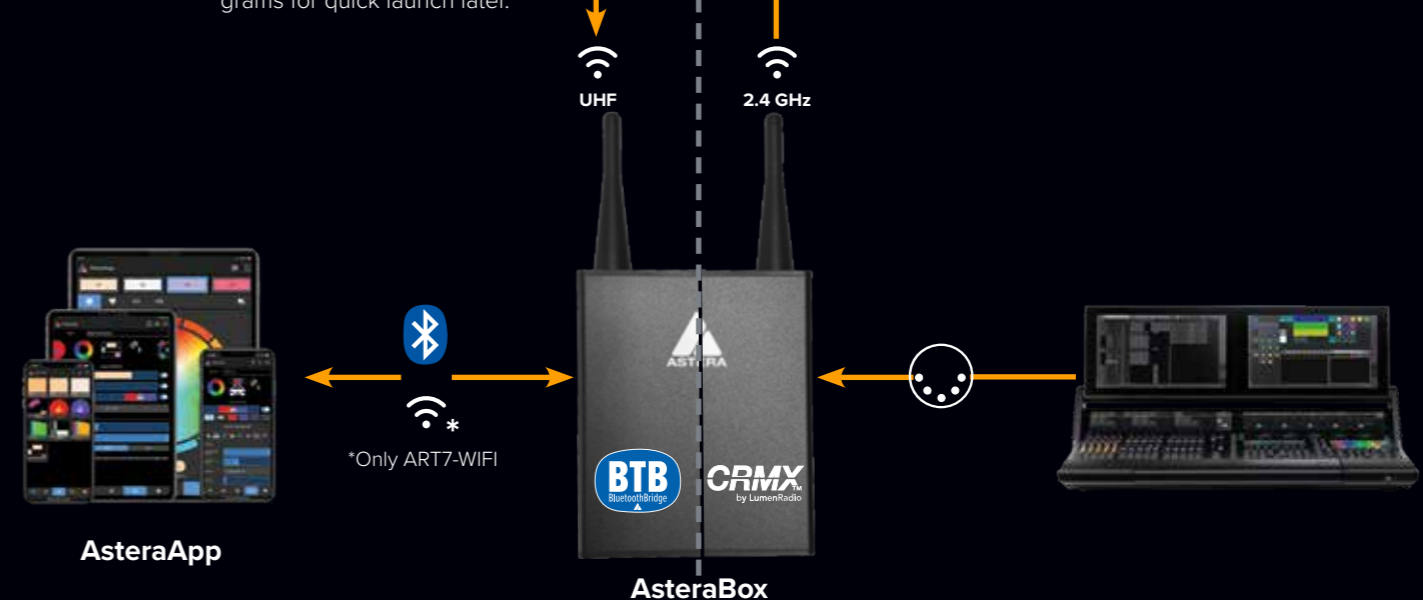 grams for quick launch later.
UHF
2.4 GHz
ASTERA
*
*Only ART7-WIFI
BTB
BluetoothBridge
CRMX™
by LumenRadio
AsteraApp
AsteraBox